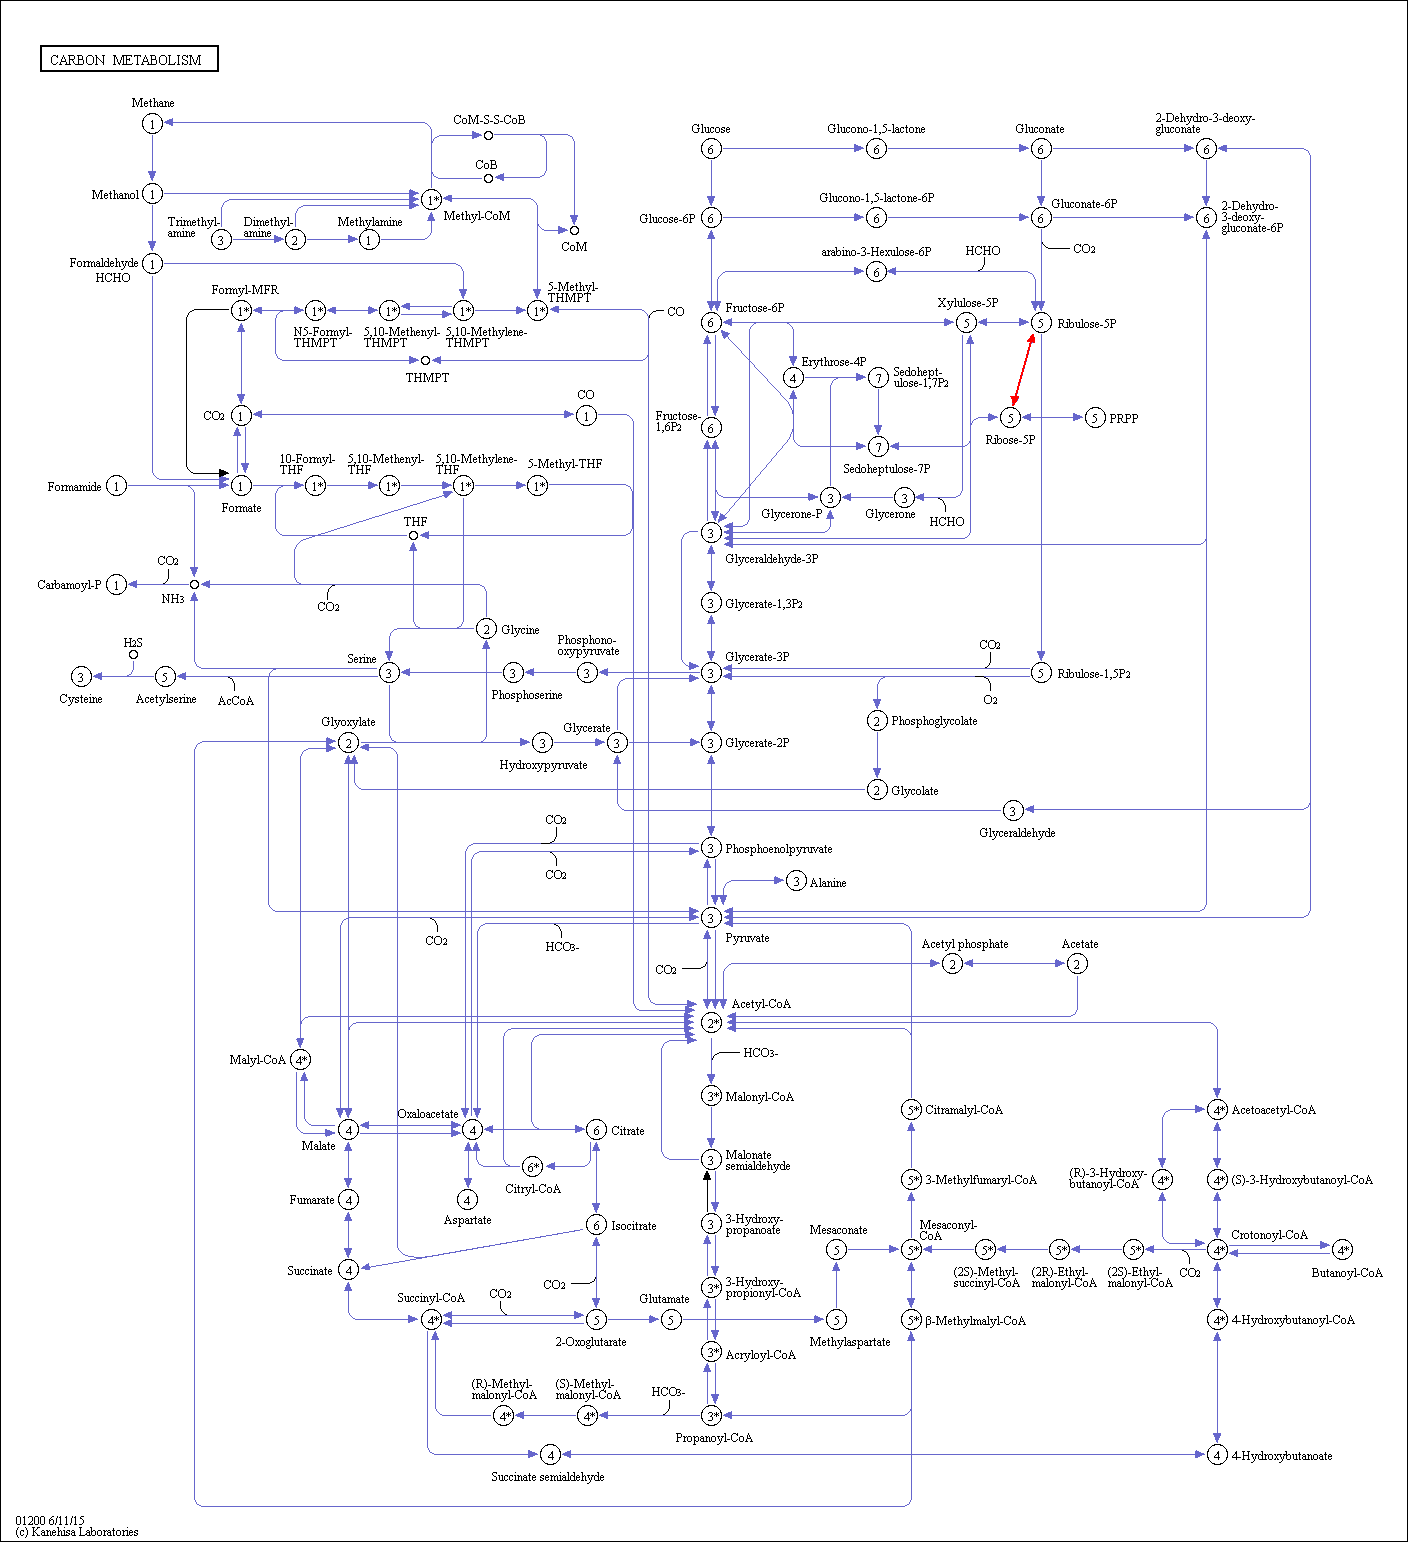 CARBON METABOLISM
Methane
1
CoM-S-S-CoB
CoB
Methanol
1
1*
Methyl-CoM
Trimethyl-
amine
3
Dimethyl-
amine
2
Methylamine
1
CoM
Formaldehyde
HCHO
1
Formyl-MFR
1*
1*
N5-Formyl-
THMPT
1*
5,10-Methenyl-
THMPT
1*
5,10-Methylene-
THMPT
5-Methyl-
THMPT
1*
CO
THMPT
CO2
1
CO
1
Formamide
1
1
Formate
10-Formyl-
THF
1*
5,10-Methenyl-
THF
1*
5,10-Methylene-
THF
1*
5-Methyl-THF
1*
THF
CO2
Carbamoyl-P
1
NH3
CO2
2
Glycine
H2S
3
Cysteine
5
Acetylserine
AcCoA
Serine
3
3
Phosphoserine
Phosphono-
oxypyruvate
3
Glyoxylate
2
3
Hydroxypyruvate
Glycerate
3
Glucose
6
Glucono-1,5-lactone
6
Gluconate
6
2-Dehydro-3-deoxy-
gluconate
6
Glucose-6P
6
Glucono-1,5-lactone-6P
6
Gluconate-6P
6
2-Dehydro-
3-deoxy-
gluconate-6P
6
CO2
arabino-3-Hexulose-6P
6
HCHO
Fructose-6P
6
Xylulose-5P
5
5
Ribulose-5P
Erythrose-4P
4
7
Sedohept-
ulose-1,7P2
Fructose-
1,6P2
6
7
Sedoheptulose-7P
5
Ribose-5P
5
PRPP
3
Glycerone-P
3
Glycerone
HCHO
3
Glyceraldehyde-3P
3
Glycerate-1,3P2
Glycerate-3P
3
CO2
O2
5
Ribulose-1,5P2
2
Phosphoglycolate
3
Glycerate-2P
2
Glycolate
3
Glyceraldehyde
CO2
CO2
3
Phosphoenolpyruvate
3
Alanine
CO2
HCO3-
3
Pyruvate
CO2
Acetyl phosphate
2
Acetate
2
Acetyl-CoA
2*
HCO3-
Malyl-CoA
4*
Malate
4
Oxaloacetate
4
6
Citrate
6*
Citryl-CoA
Fumarate
4
4
Aspartate
6
Isocitrate
Succinate
4
CO2
Succinyl-CoA
4*
CO2
5
2-Oxoglutarate
Glutamate
5
5
Methylaspartate
Mesaconate
5
3*
Malonyl-CoA
3
Malonate
semialdehyde
3
3-Hydroxy-
propanoate
3*
3-Hydroxy-
propionyl-CoA
3*
Acryloyl-CoA
3*
Propanoyl-CoA
HCO3-
(R)-Methyl-
malonyl-CoA
4*
(S)-Methyl-
malonyl-CoA
4*
4
Succinate semialdehyde
5*
Citramalyl-CoA
5*
3-Methylfumaryl-CoA
Mesaconyl-
CoA
5*
5*
β-Methylmalyl-CoA
5*
(2S)-Methyl-
succinyl-CoA
5*
(2R)-Ethyl-
malonyl-CoA
5*
(2S)-Ethyl-
malonyl-CoA
CO2
4*
Acetoacetyl-CoA
(R)-3-Hydroxy-
butanoyl-CoA
4*
4*
(S)-3-Hydroxybutanoyl-CoA
Crotonoyl-CoA
4*
4*
Butanoyl-CoA
4*
4-Hydroxybutanoyl-CoA
4
4-Hydroxybutanoate
01200 6/11/15
(c) Kanehisa Laboratories